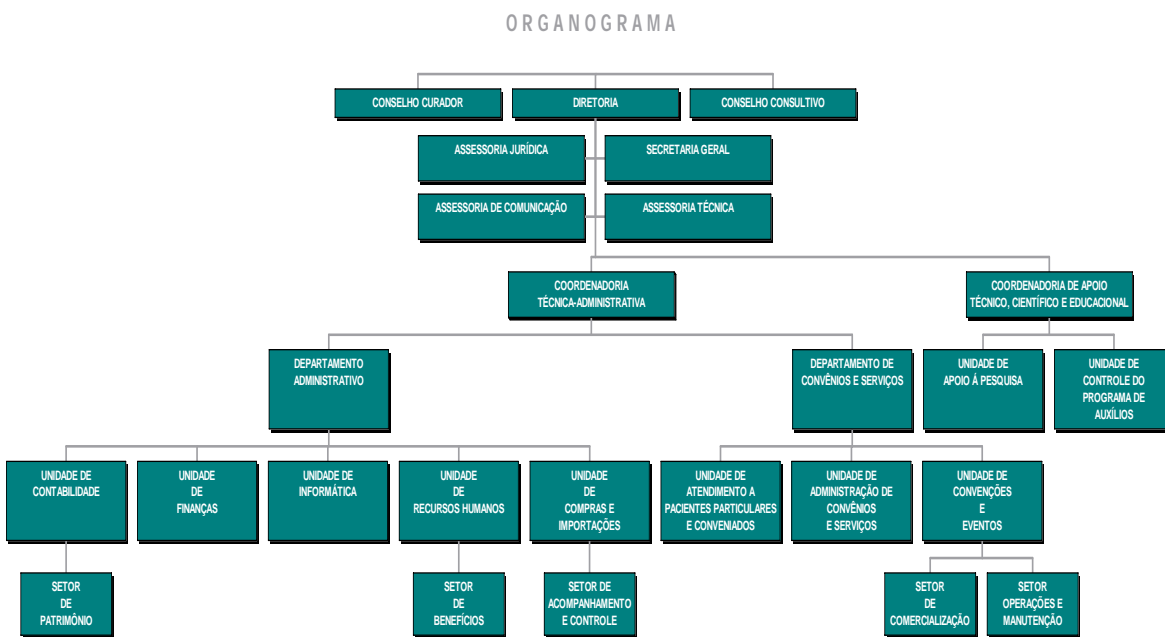 ORGANOGRAMA
CONSELHO CURADOR
DIRETORIA
CONSELHO CONSULTIVO
ASSESSORIA JURÍDICA
SECRETARIA GERAL
ASSESSORIA DE COMUNICAÇÃO
ASSESSORIA TÉCNICA
COORDENADORIA
TÉCNICA-ADMINISTRATIVA
COORDENADORIA DE APOIO
TÉCNICO, CIENTÍFICO E EDUCACIONAL
DEPARTAMENTO
ADMINISTRATIVO
DEPARTAMENTO DE
CONVÊNIOS E SERVIÇOS
UNIDADE DE
APOIO Á PESQUISA
UNIDADE DE
CONTROLE DO
PROGRAMA DE
AUXÍLIOS
UNIDADE DE
CONTABILIDADE
UNIDADE
DE
FINANÇAS
UNIDADE DE
INFORMÁTICA
UNIDADE
DE
RECURSOS HUMANOS
UNIDADE
DE
COMPRAS E
IMPORTAÇÕES
UNIDADE DE
ATENDIMENTO A
PACIENTES PARTICULARES
E CONVENIADOS
UNIDADE DE
ADMINISTRAÇÃO DE
CONVÊNIOS
E SERVIÇOS
UNIDADE DE
CONVENÇÕES
E
EVENTOS
SETOR
DE
PATRIMÔNIO
SETOR
DE
BENEFÍCIOS
SETOR DE
ACOMPANHAMENTO
E CONTROLE
SETOR
DE
COMERCIALIZAÇÃO
SETOR
OPERAÇÕES E
MANUTENÇÃO